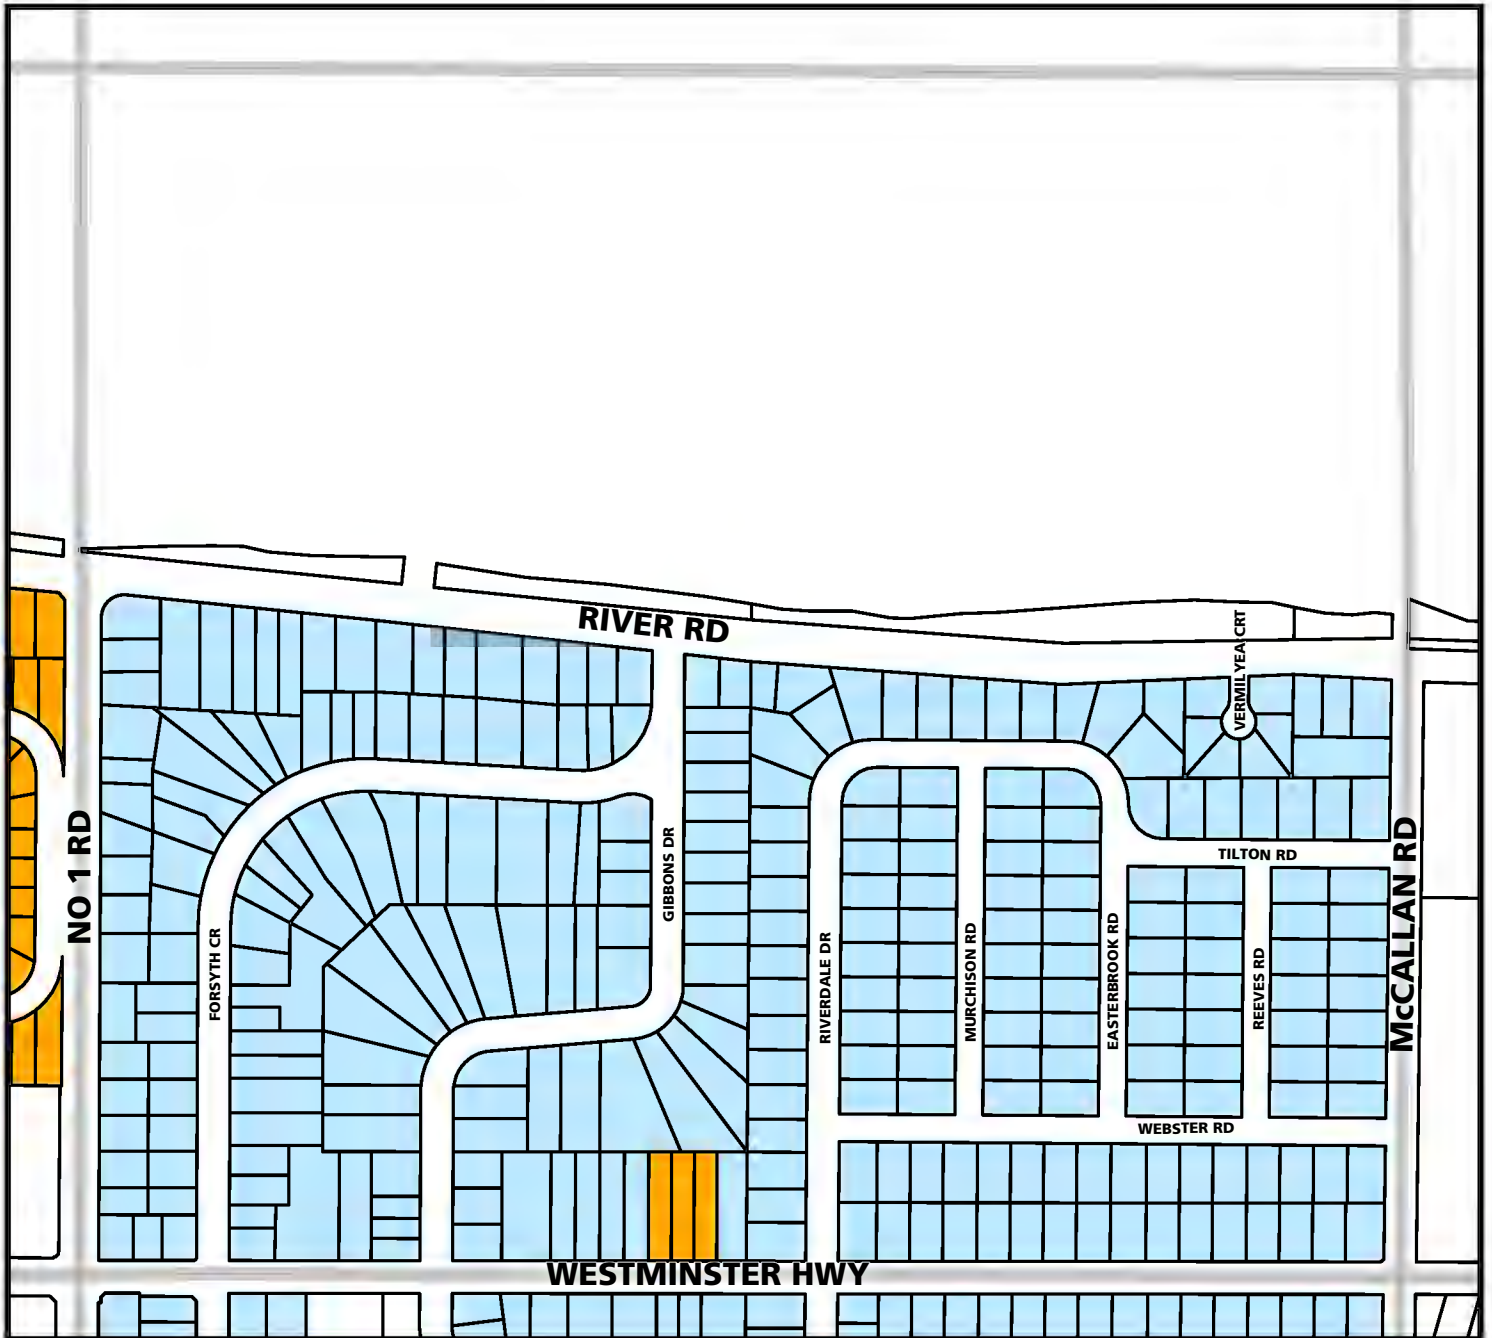 RIVER RD
VERMILYEA CRT
NO 1 RD
GIBBONS DR
McCALLAN RD
TILTON RD
FORSYTH CR
RIVERDALE DR
MURCHISON RD
EASTERBROOK RD
REEVES RD
WEBSTER RD
WESTMINSTER HWY